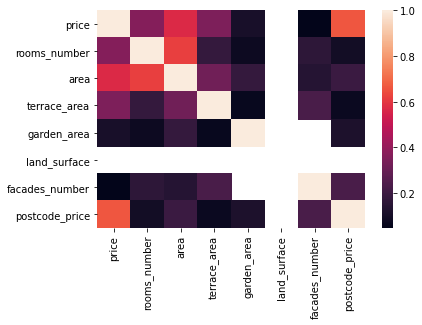 price
rooms_number
area
terrace_area
garden_area
land_surface
facades_number
postcode_price
price
rooms_number
area
terrace_area
garden_area
land_surface
facades_number
postcode_price
1.0
0.8
0.6
0.4
0.2